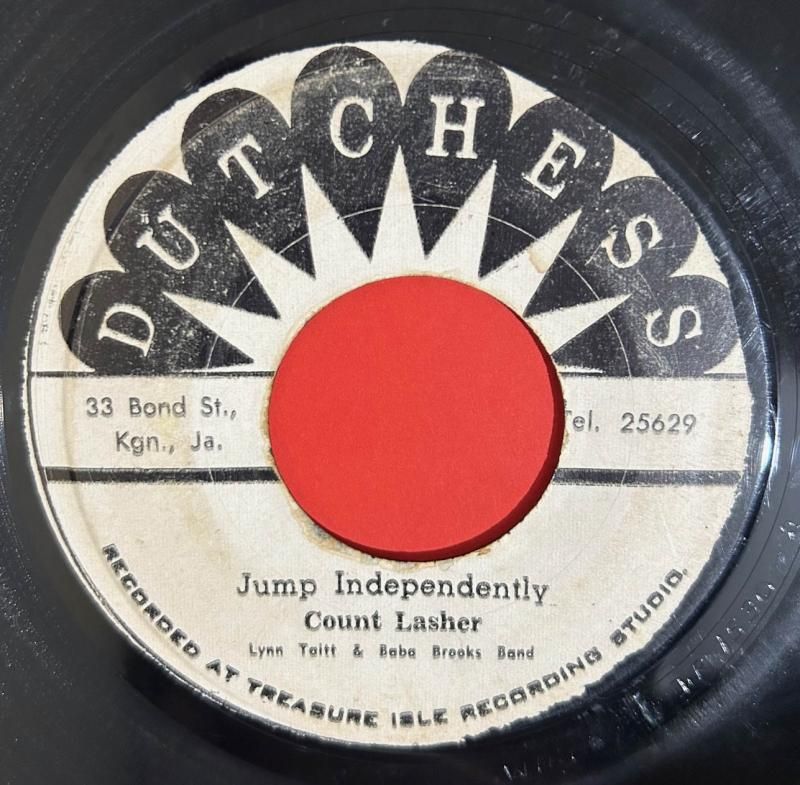 DUTCHESS
33 Bond St.,
Kgn., Ja.
Tel. 25629
Jump Independently
Count Lasher
Lynn Taitt & Baba Brooks Band
RECORDED AT TREASURE ISLE RECORDING STUDIO.